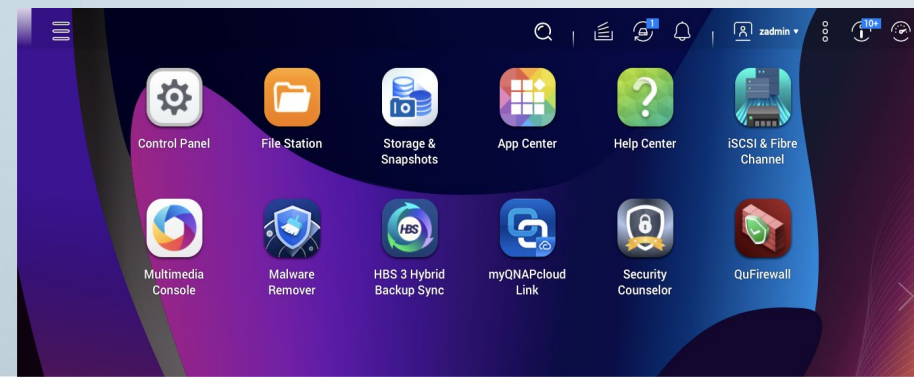 1
zadmin
10+
Control Panel
File Station
Storage &
Snapshots
App Center
Help Center
iSCSI & Fibre
Channel
HBS
Multimedia
Console
Malware
Remover
HBS 3 Hybrid
Backup Sync
myQNAPcloud
Link
Security
Counselor
QuFirewall